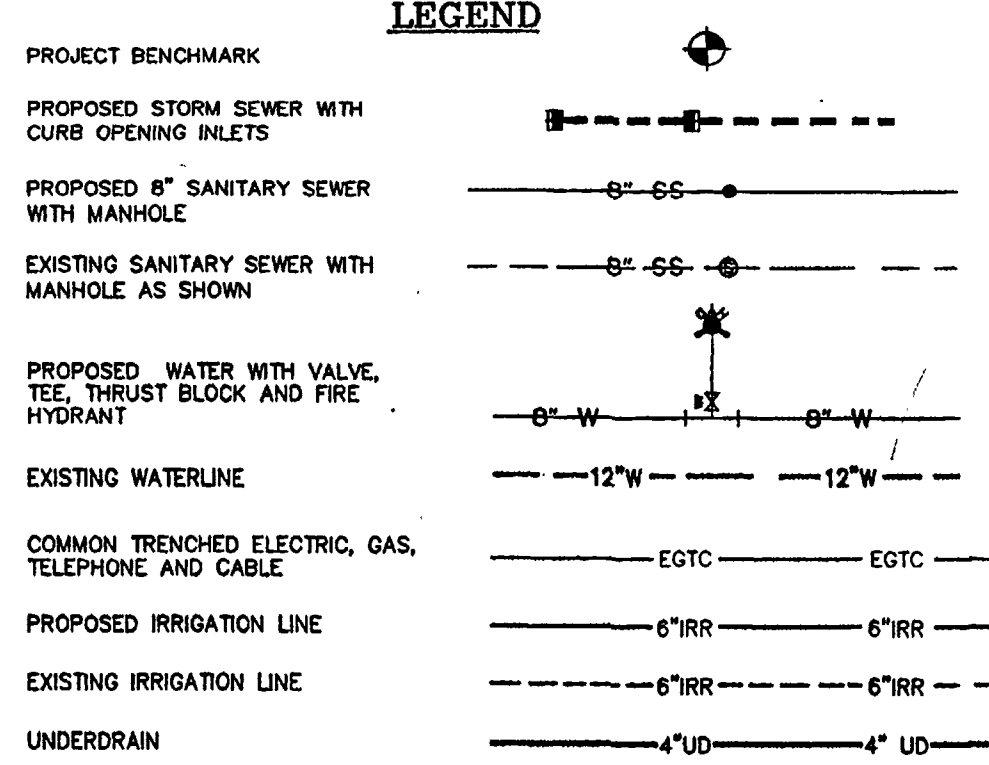 LEGEND
PROJECT BENCHMARK
PROPOSED STORM SEWER WITH
CURB OPENING INLETS
PROPOSED 8" SANITARY SEWER
WITH MANHOLE
8" SS
EXISTING SANITARY SEWER WITH
MANHOLE AS SHOWN
8" SS S
PROPOSED WATER WITH VALVE,
TEE, THRUST BLOCK AND FIRE
HYDRANT
8" W 8" W
EXISTING WATERLINE
12"W 12"W
COMMON TRENCHED ELECTRIC, GAS,
TELEPHONE AND CABLE
EGTC EGTC
PROPOSED IRRIGATION LINE
6"IRR 6"IRR
EXISTING IRRIGATION LINE
6"IRR 6"IRR
UNDERDRAIN
4"UD 4" UD